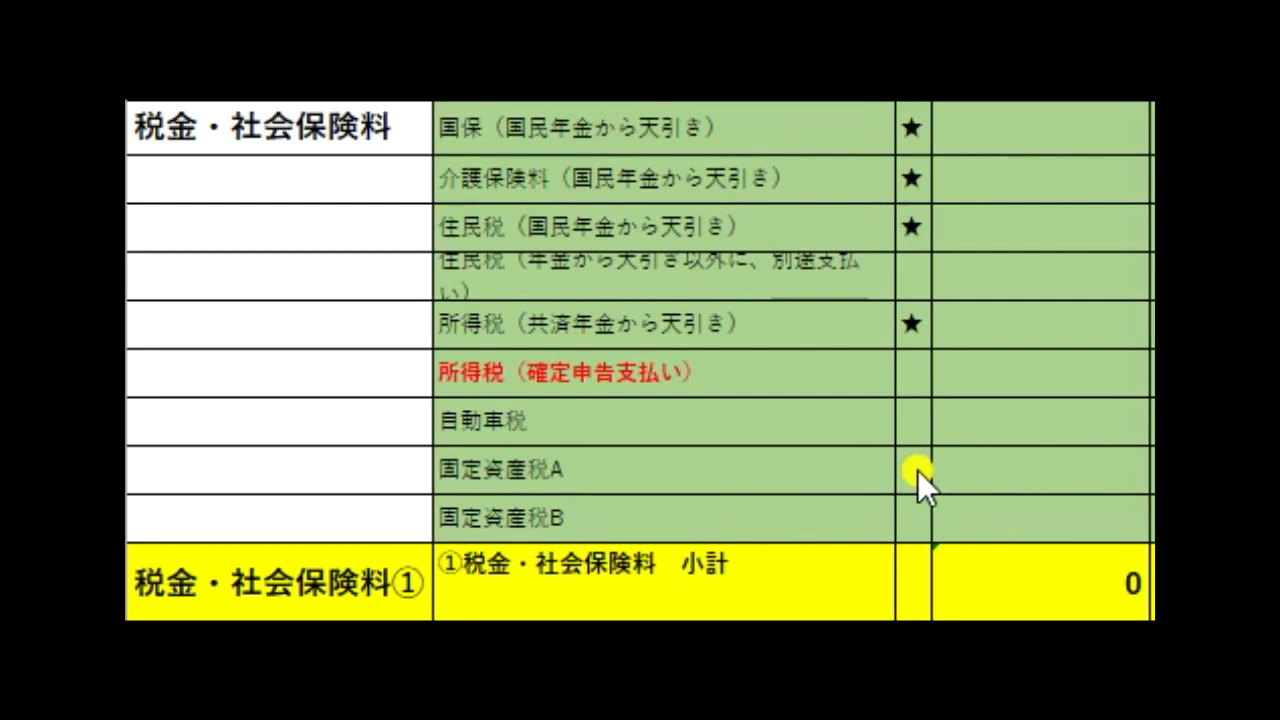 税金・社会保険料 国保（国民年金から天引き） ★
介護保険料（国民年金から天引き） ★
住民税（国民年金から天引き） ★
住民税（年金から天引き以外に、別途支払
い）
所得税（共済年金から天引き） ★
所得税（確定申告支払い）
自動車税
固定資産税A
固定資産税B
税金・社会保険料① ①税金・社会保険料　小計 0